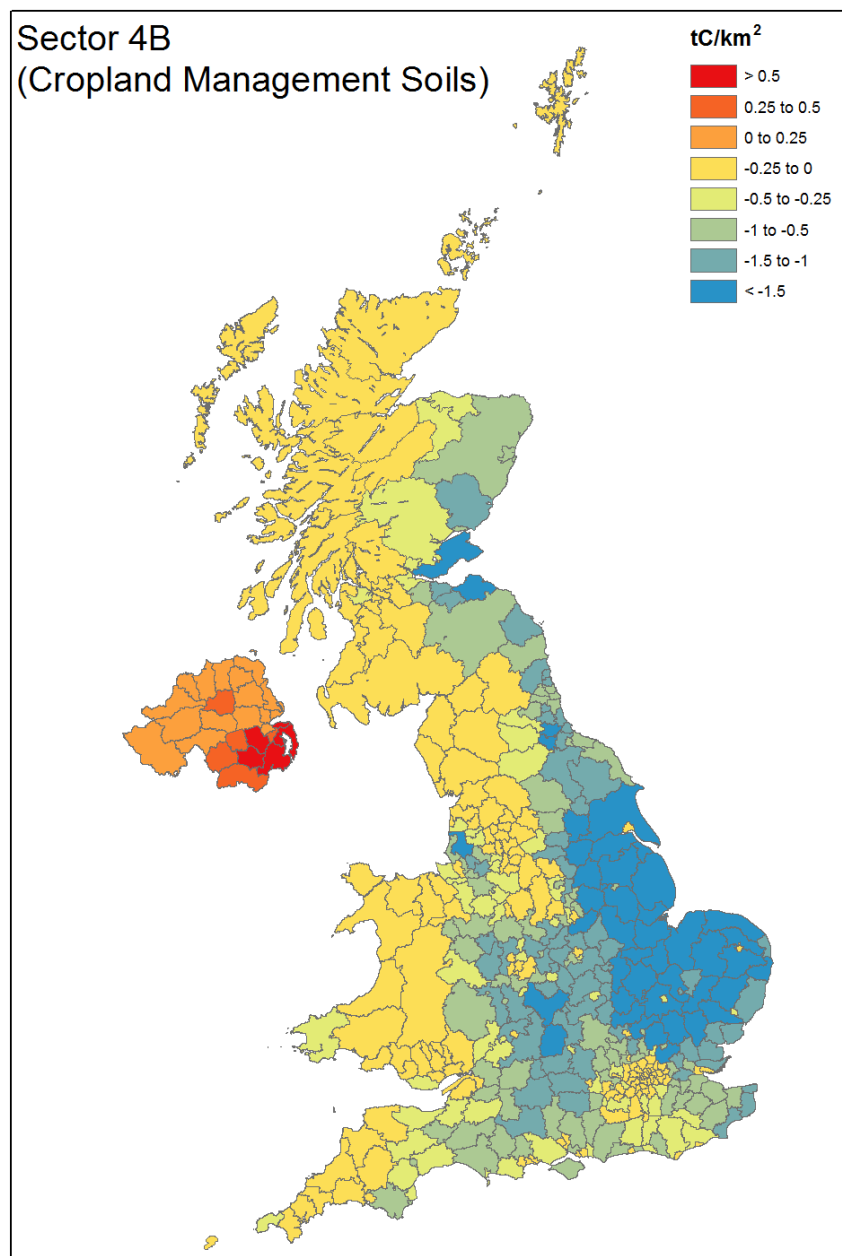 Sector 4B
(Cropland Management Soils)
tC/km²
> 0.5
0.25 to 0.5
0 to 0.25
-0.25 to 0
-0.5 to -0.25
-1 to -0.5
-1.5 to -1
< -1.5